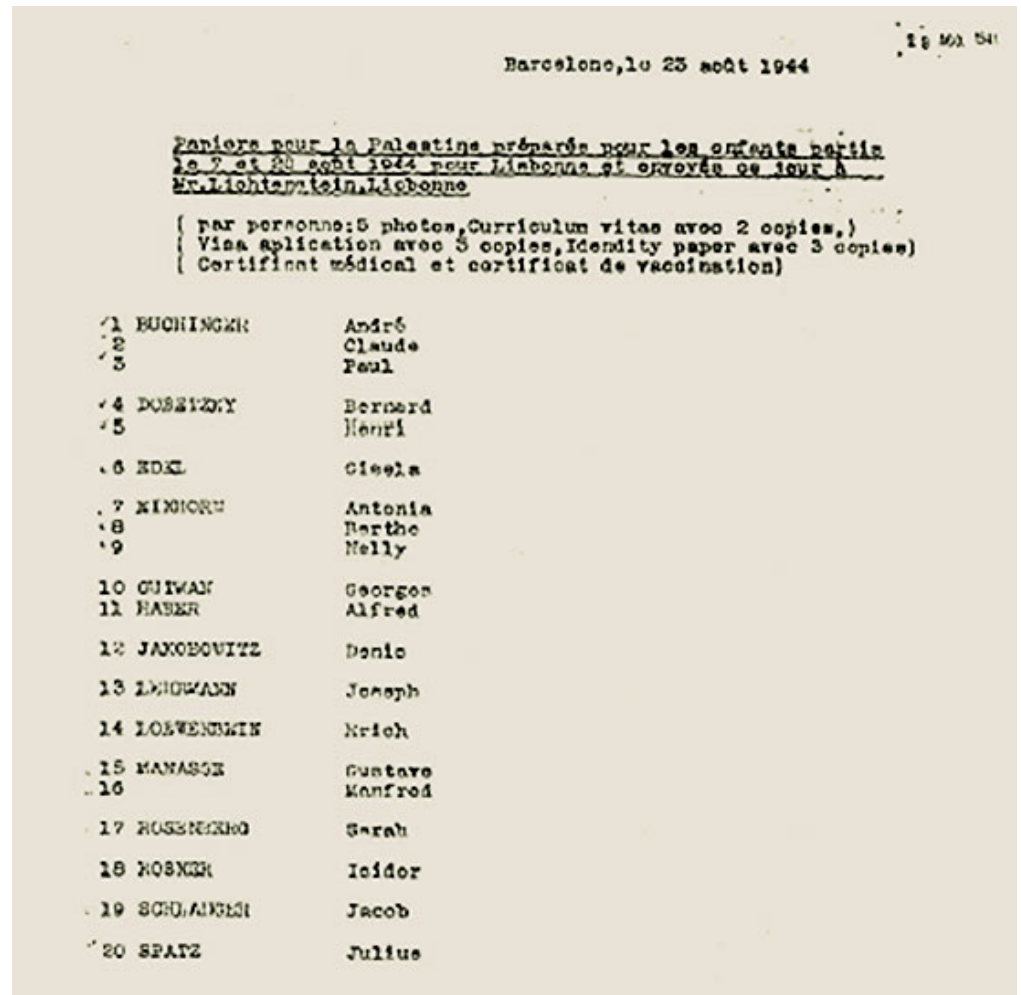 Barcelone, le 23 août 1944
Papiers pour la Palestine préparés pour les enfants partis
le 7 et 20 août 1944 pour Lisbonne et envoyés ce jour à
Mr. Lichtenstein, Lisbonne
( par personne: 5 photos, Curriculum vitae avec 2 copies,)
( Visa aplication avec 3 copies, Idendity paper avec 3 copies)
( Certificat médical et certificat de vaccination)
1 BUCHINGER André
2 Claude
3 Paul
4 Bernard
5 Henri
6 EDEL Gisela
7 EINHORN Antonia
8 Berthe
9 Nelly
10 GUTMAN Georges
11 HABER Alfred
12 JAKOBOVITZ Denis
13 Joseph
14 Erich
15 MANASSE Gustave
16 Manfred
17 ROSENBERG Sarah
18 ROSNER Isidor
19 SCHLANGER Jacob
20 SPATZ Julius